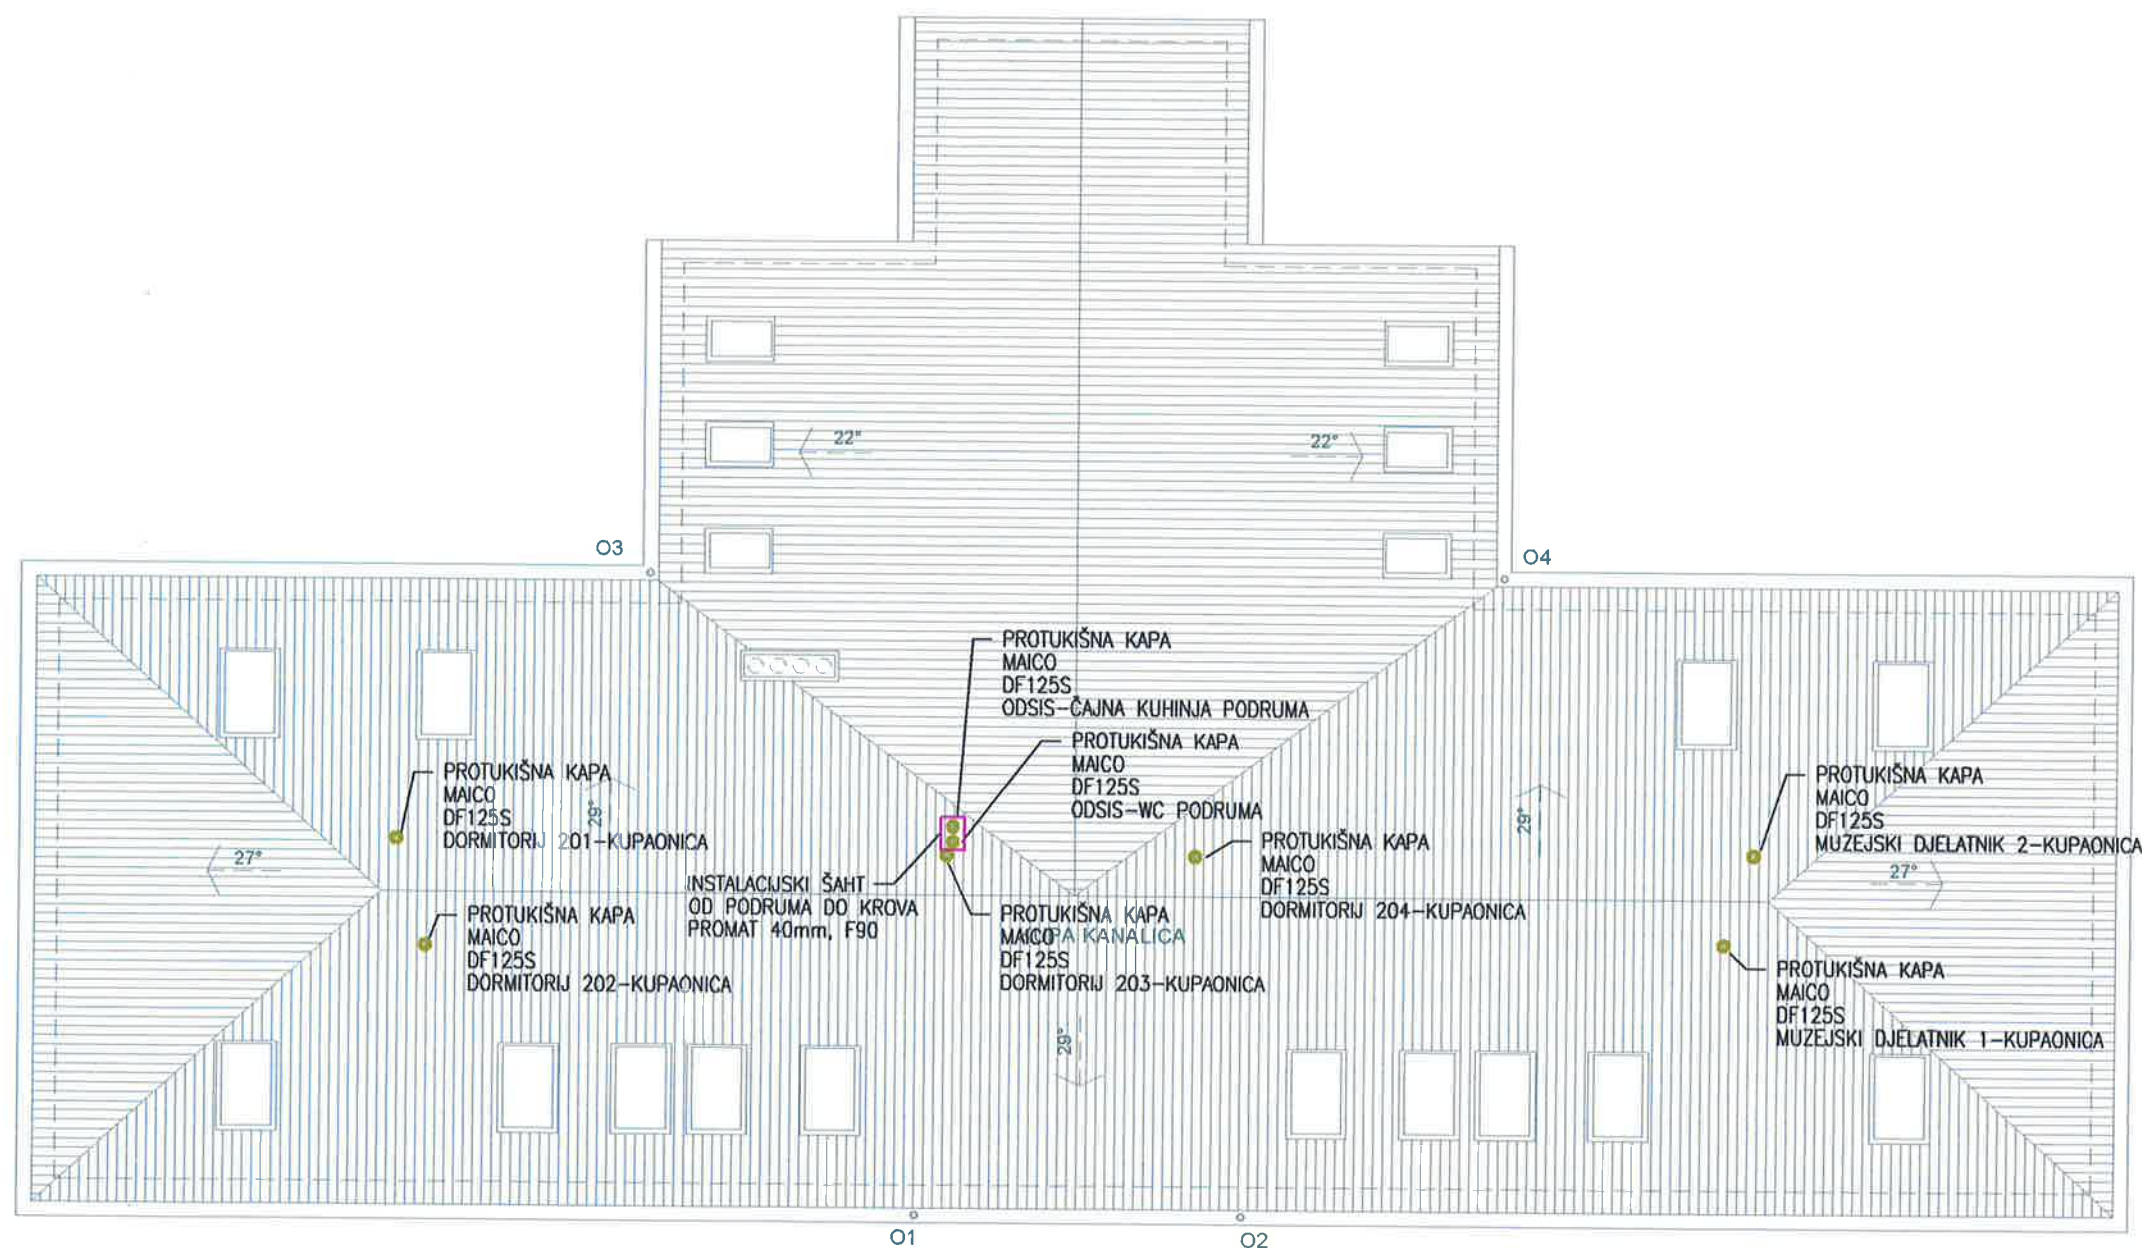 22°
22°
O3
O4
PROTUKIŠNA KAPA
MAICO
DF125S
ODSIS-ČAJNA KUHINJA PODRUMA
PROTUKIŠNA KAPA
MAICO
DF125S
ODSIS-WC PODRUMA
PROTUKIŠNA KAPA
MAICO
DF125S
DORMITORIJ 201-KUPAONICA
29°
27°
PROTUKIŠNA KAPA
MAICO
DF125S
DORMITORIJ 202-KUPAONICA
INSTALACIJSKI ŠAHT
OD PODRUMA DO KROVA
PROMAT 40mm, F90
PROTUKIŠNA KAPA
MAICO
DF125S
DORMITORIJ 203-KUPAONICA
KANALICA
PROTUKIŠNA KAPA
MAICO
DF125S
DORMITORIJ 204-KUPAONICA
29°
PROTUKIŠNA KAPA
MAICO
DF125S
MUZEJSKI DJELATNIK 2-KUPAONICA
27°
PROTUKIŠNA KAPA
MAICO
DF125S
MUZEJSKI DJELATNIK 1-KUPAONICA
29°
O1
O2